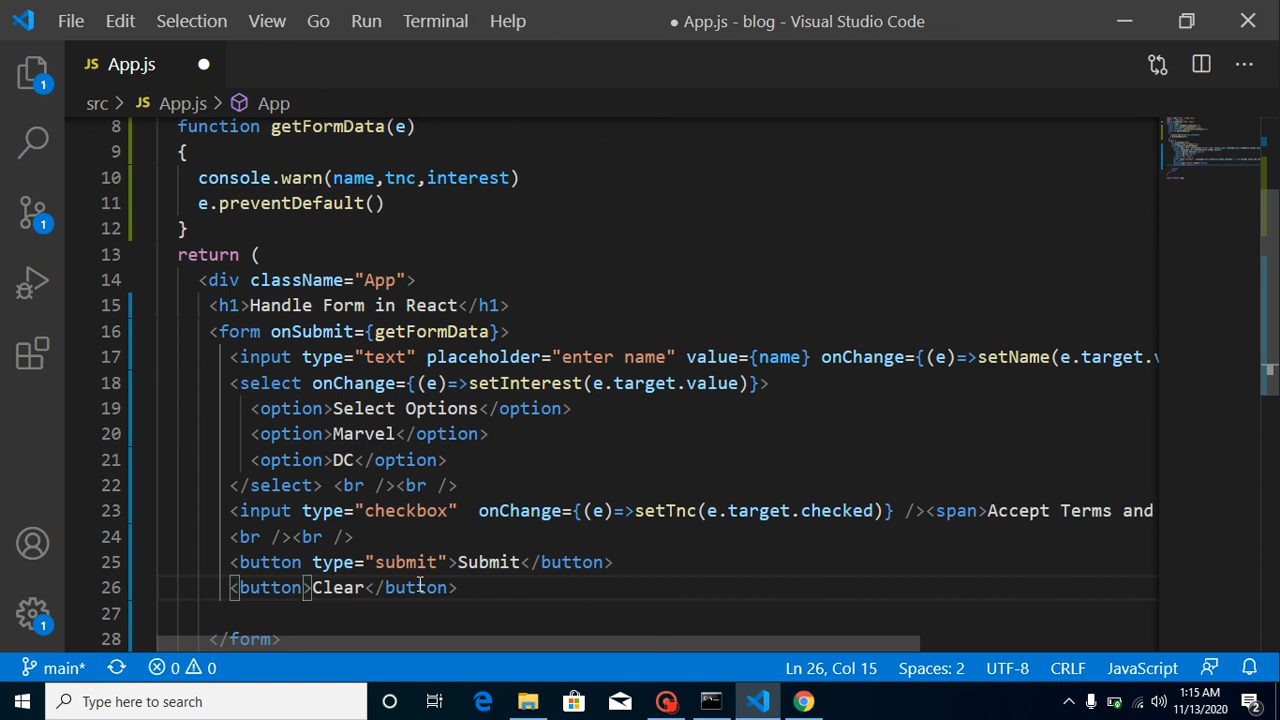 File Edit Selection View Go Run Terminal Help ● App.js - blog - Visual Studio Code
JS App.js
src > JS App.js > App
8 function getFormData(e)
9 {
10 console.warn(name,tnc,interest)
11 e.preventDefault()
12 }
13 return (
14 <div className="App">
15 <h1>Handle Form in React</h1>
16 <form onSubmit={getFormData}>
17 <input type="text" placeholder="enter name" value={name} onChange={(e)=>setName(e.target.v
18 <select onChange={(e)=>setInterest(e.target.value)}>
19 <option>Select Options</option>
20 <option>Marvel</option>
21 <option>DC</option>
22 </select> <br /><br />
23 <input type="checkbox"  onChange={(e)=>setTnc(e.target.checked)} /><span>Accept Terms and
24 <br /><br />
25 <button type="submit">Submit</button>
26 <button>Clear</button>
27
28 </form>
1
1
1
main* 0 0 Ln 26, Col 15 Spaces: 2 UTF-8 CRLF JavaScript
Type here to search
1:15 AM
11/13/2020
2